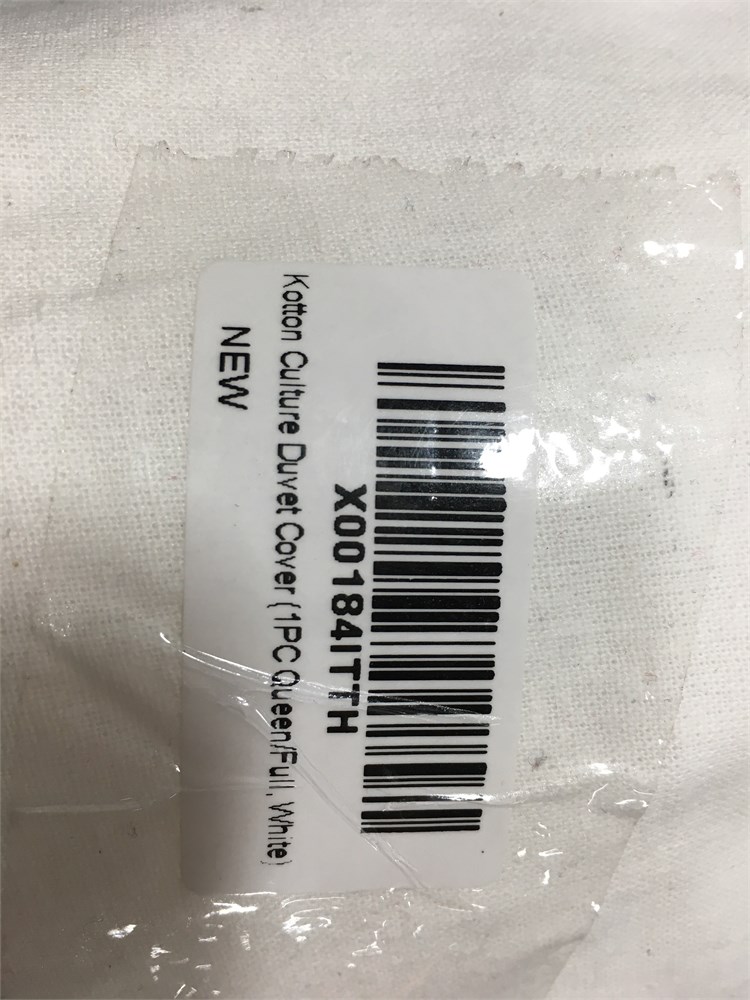 X00184ITTH
Kotton Culture Duvet Cover (1PC Queen/Full, White)
NEW